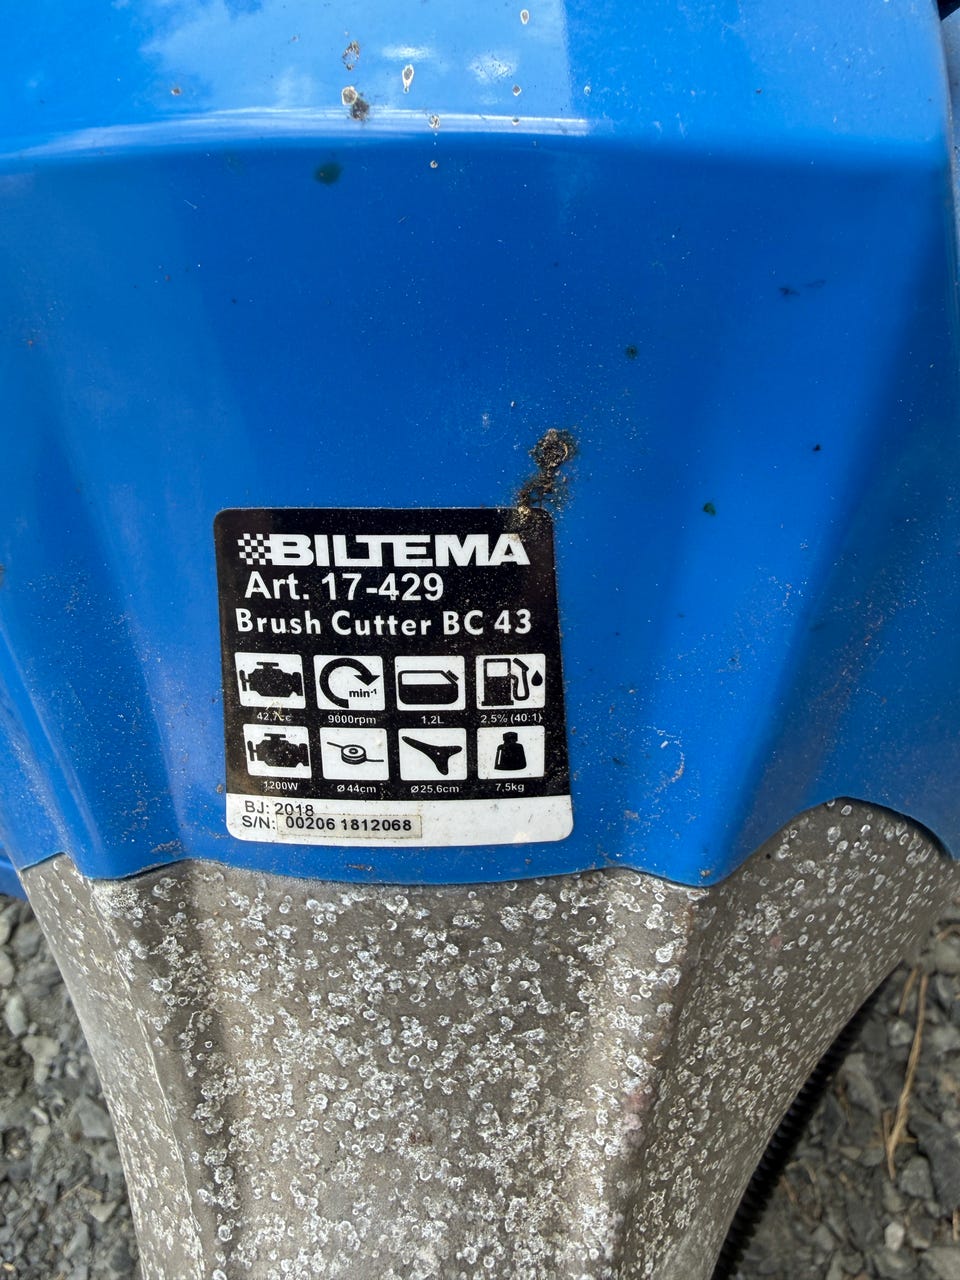 BILTEMA
Art. 17-429
Brush Cutter BC 43
min-1
42,7cc 9000rpm 1,2L 2.5% (40:1)
1200W Ø 44cm Ø25,6cm 7,5kg
BJ: 2018
S/N: 00206 1812068